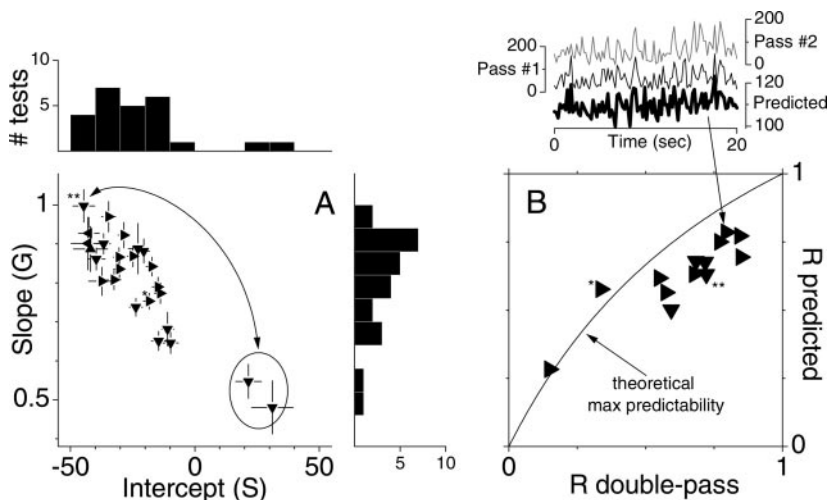 10
5
# tests
**
A
1
Slope (G)
0.5
*
-50
0
50
Intercept (S)
5
10
200
Pass #2
0
200
Pass #1
0
120
Predicted
100
0
Time (sec)
20
B
1
R predicted
0
*
**
theoretical
max predictability
0
1
R double-pass